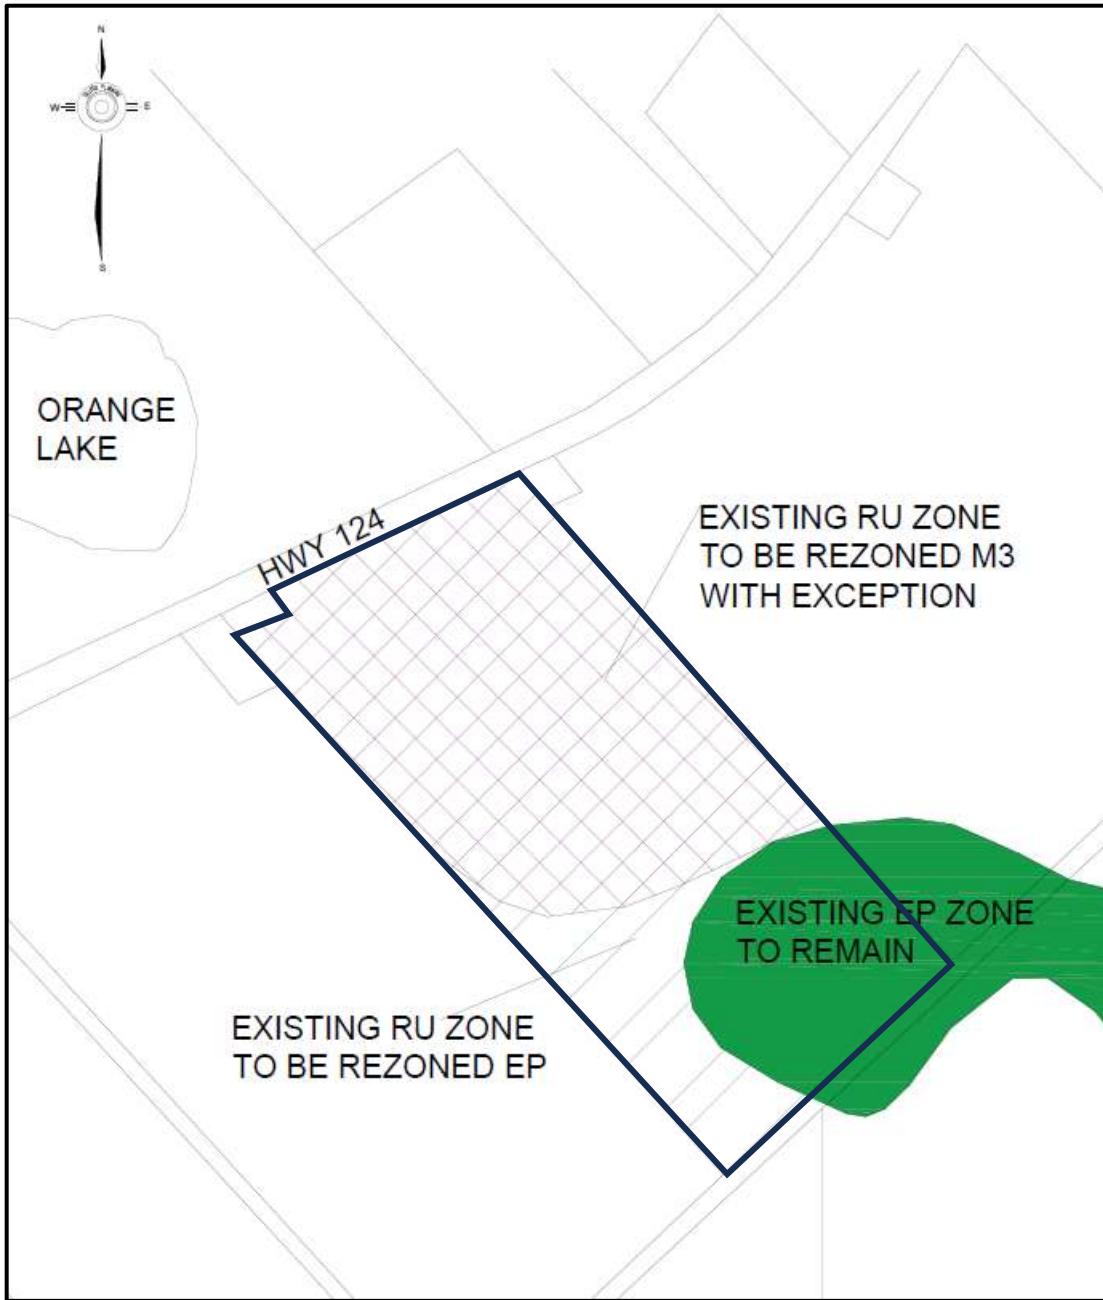 N
W
E
S
ORANGE
LAKE
HWY 124
EXISTING RU ZONE
TO BE REZONED M3
WITH EXCEPTION
EXISTING EP ZONE
TO REMAIN
EXISTING RU ZONE
TO BE REZONED EP